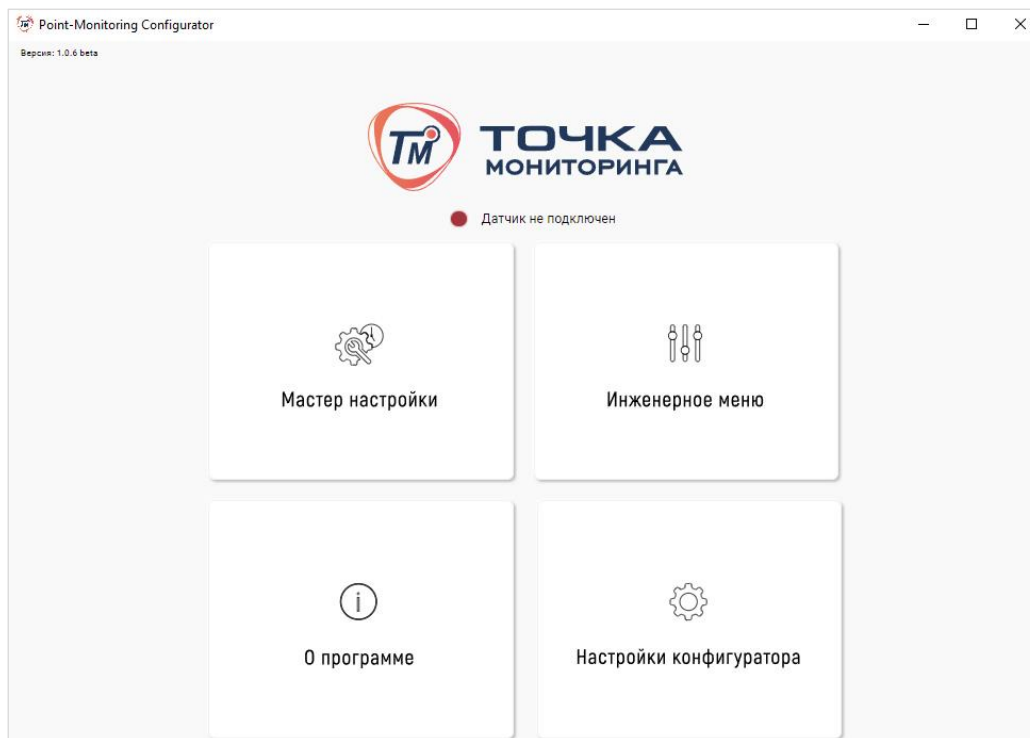 Point-Monitoring Configurator
Версия: 1.0.6 beta
ТМ
ТОЧКА
МОНИТОРИНГА
Датчик не подключен
Мастер настройки
Инженерное меню
О программе
Настройки конфигуратора